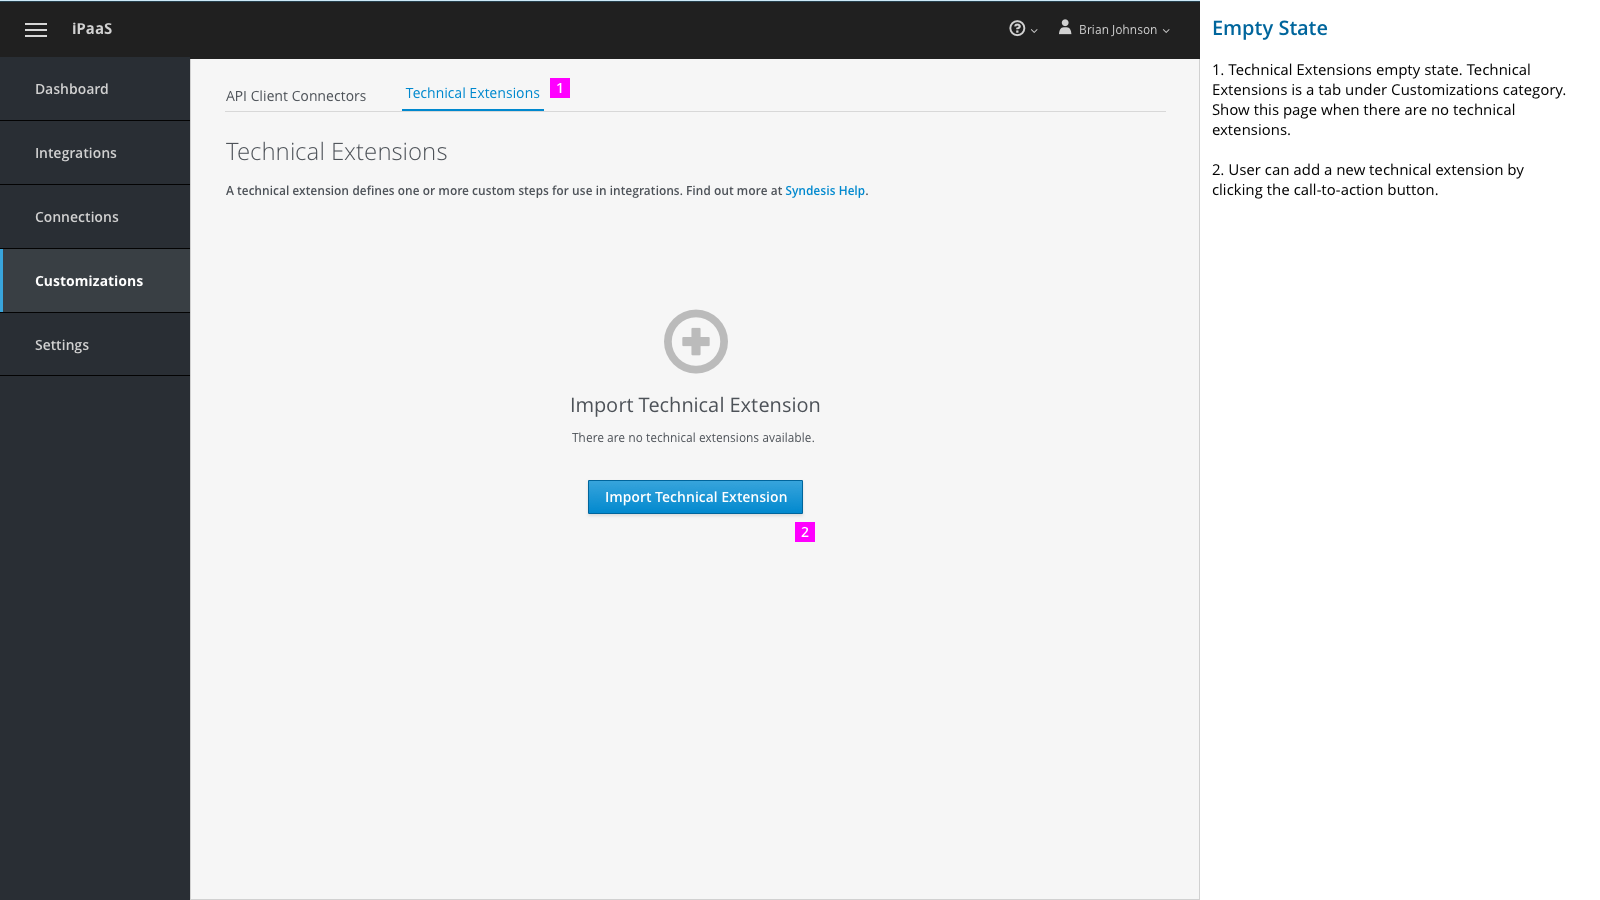 iPaaS
Brian Johnson
Dashboard
Integrations
Connections
Customizations
Settings
API Client Connectors
Technical Extensions
1
Technical Extensions
A technical extension defines one or more custom steps for use in integrations. Find out more at Syndesis Help.
Import Technical Extension
There are no technical extensions available.
Import Technical Extension
2
Empty State
1. Technical Extensions empty state. Technical
Extensions is a tab under Customizations category.
Show this page when there are no technical
extensions.
2. User can add a new technical extension by
clicking the call-to-action button.